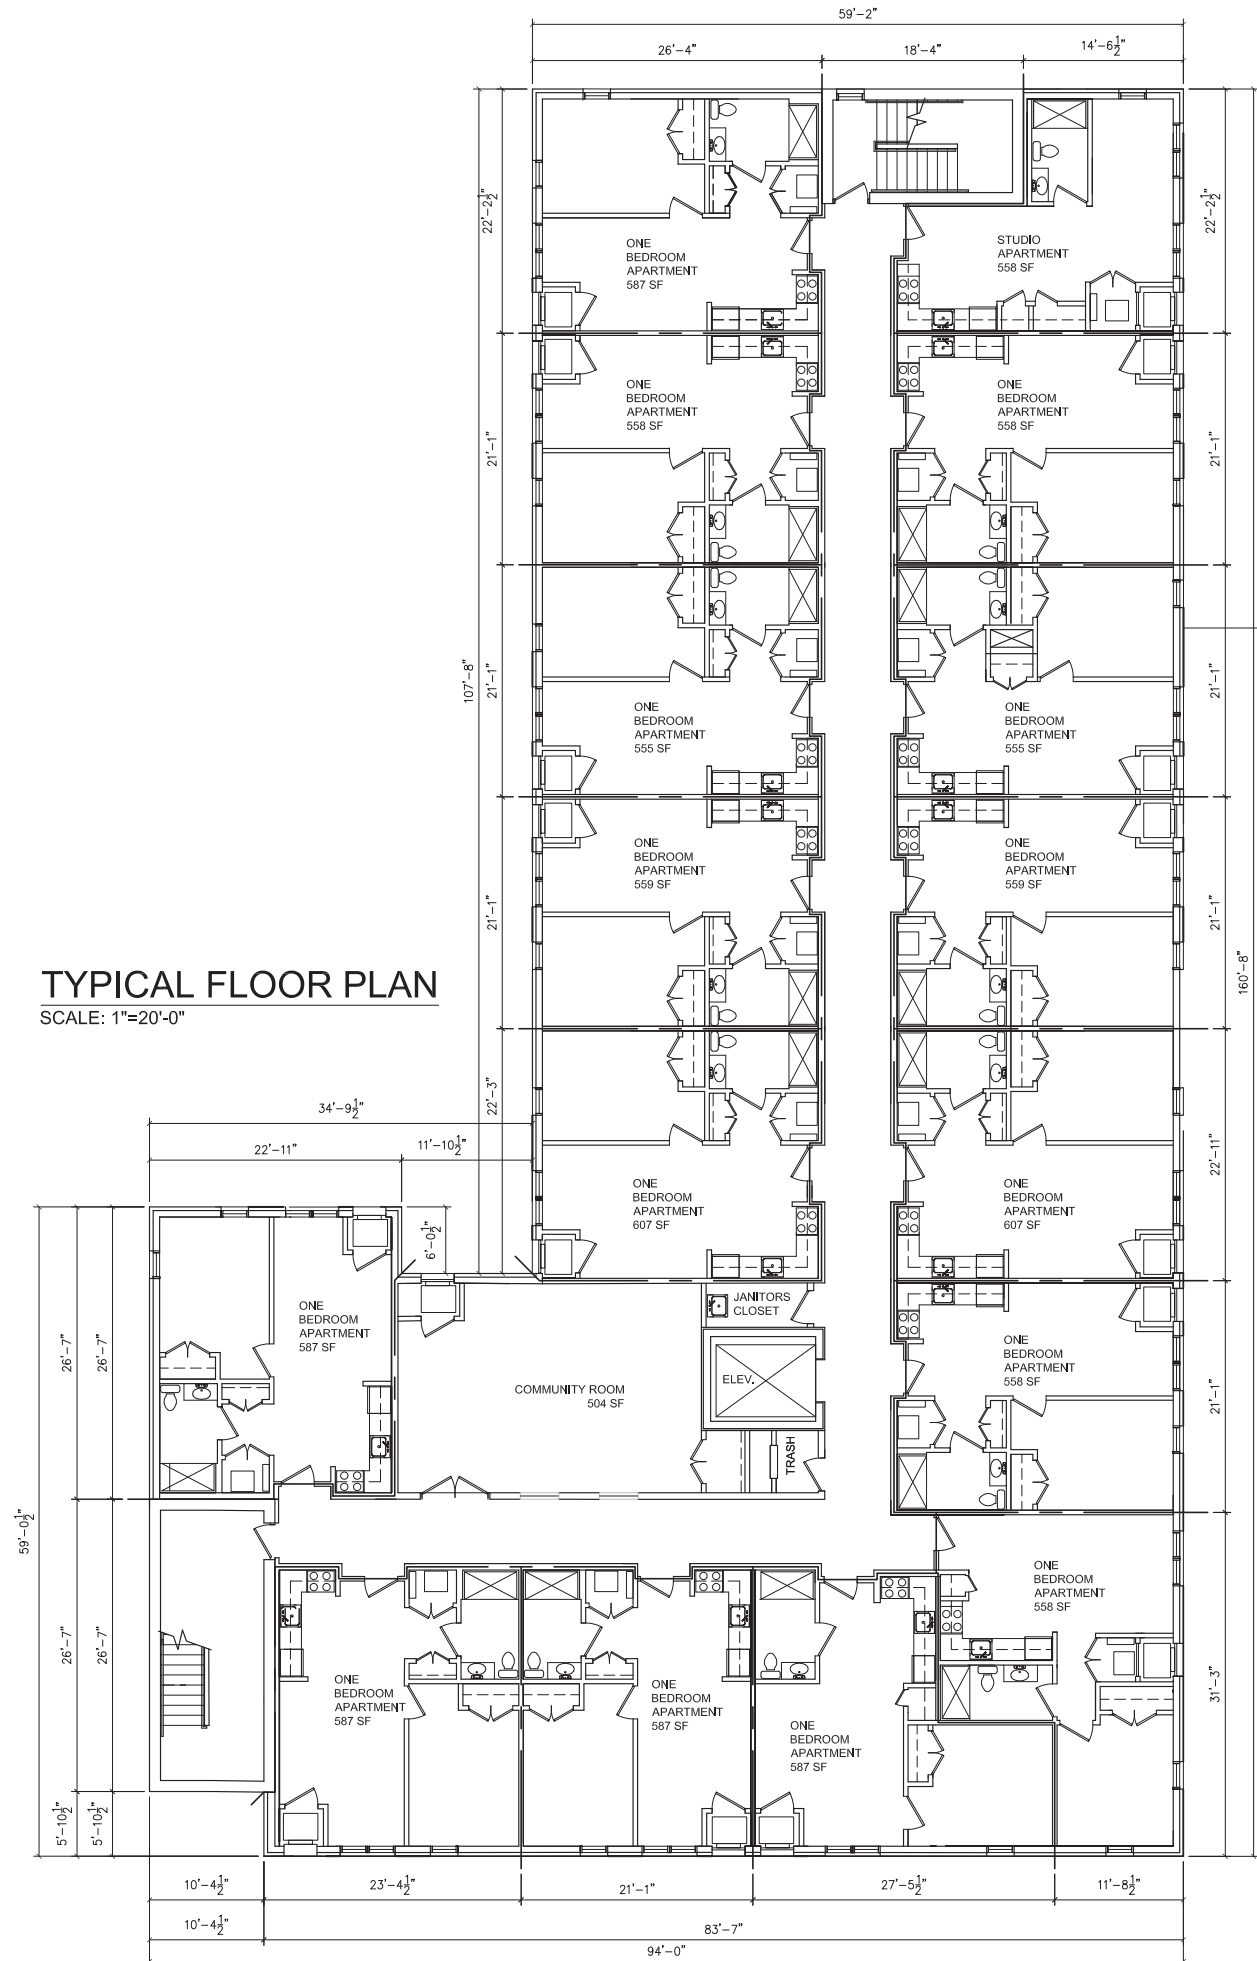 59'-2"
26'-4"
18'-4"
14'-6½"
22'-2½"
22'-2½"
ONE
BEDROOM
APARTMENT
587 SF
STUDIO
APARTMENT
558 SF
ONE
BEDROOM
APARTMENT
558 SF
ONE
BEDROOM
APARTMENT
558 SF
21'-1"
21'-1"
107'-8"
21'-1"
21'-1"
ONE
BEDROOM
APARTMENT
555 SF
ONE
BEDROOM
APARTMENT
555 SF
ONE
BEDROOM
APARTMENT
559 SF
ONE
BEDROOM
APARTMENT
559 SF
21'-1"
21'-1"
160'-8"
TYPICAL FLOOR PLAN
SCALE: 1"=20'-0"
34'-9½"
22'-3"
22'-11"
11'-10½"
22'-11"
ONE
BEDROOM
APARTMENT
607 SF
ONE
BEDROOM
APARTMENT
607 SF
6'-0½"
JANITORS
CLOSET
ONE
BEDROOM
APARTMENT
587 SF
26'-7"
26'-7"
ELEV.
COMMUNITY ROOM
504 SF
ONE
BEDROOM
APARTMENT
558 SF
21'-1"
TRASH
59'-0½"
ONE
BEDROOM
APARTMENT
558 SF
26'-7"
26'-7"
ONE
BEDROOM
APARTMENT
587 SF
ONE
BEDROOM
APARTMENT
587 SF
ONE
BEDROOM
APARTMENT
587 SF
31'-3"
5'-10½"
5'-10½"
10'-4½"
23'-4½"
21'-1"
27'-5½"
11'-8½"
10'-4½"
83'-7"
94'-0"